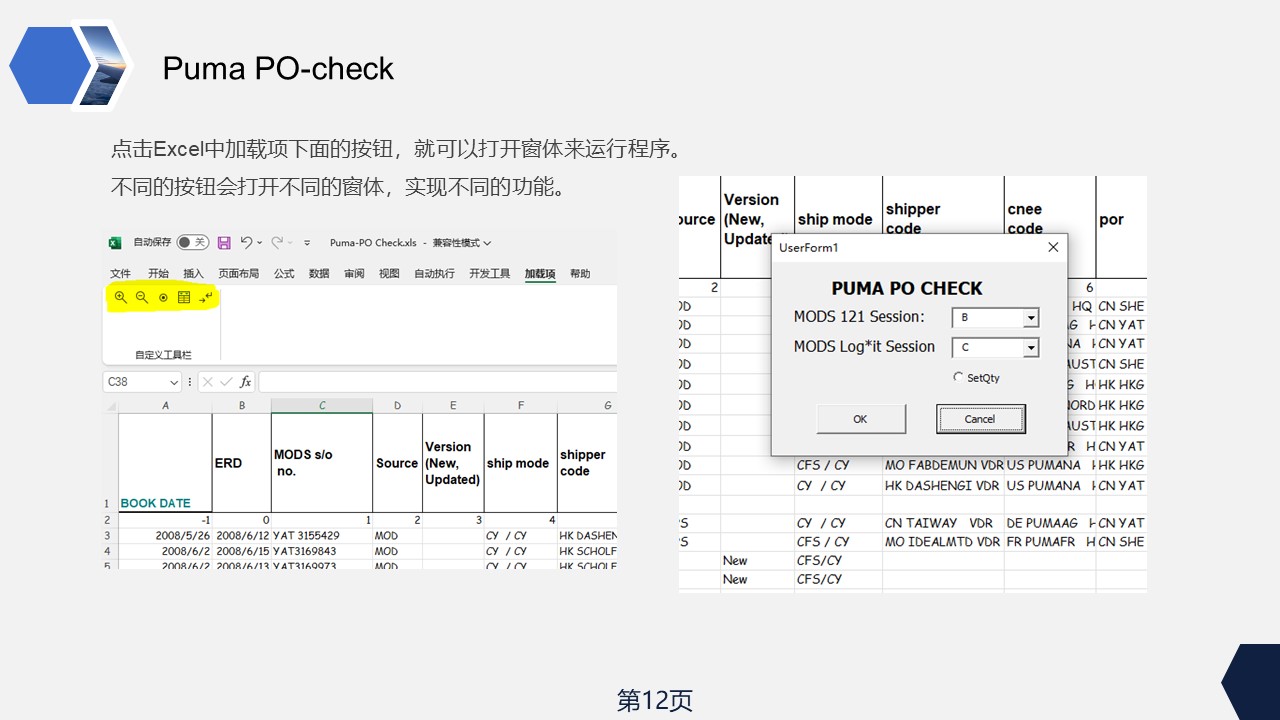 Puma PO-check
点击Excel中加载项下面的按钮，就可以打开窗体来运行程序。
不同的按钮会打开不同的窗体，实现不同的功能。
自动保存 关 Puma-PO Check.xls - 兼容性模式
文件 开始 插入 页面布局 公式 数据 审阅 视图 自动执行 开发工具 加载项 帮助
自定义工具栏
C38 fx
A B C D E F G
1 BOOK DATE ERD MODS s/o no. Source Version (New, Updated) ship mode shipper code
2 -1 0 1 2 3 4
3 2008/5/26 2008/6/12 YAT 3155429 MOD CY / CY HK DASHEN
4 2008/6/2 2008/6/15 YAT3169843 MOD CY / CY HK SCHOLF
5 2008/6/2 2008/6/13 YAT3169973 MOD CY / CY HK SCHOLF
ource Version (New, Update ship mode shipper code cnee code por
2 6
UserForm1
PUMA PO CHECK
MODS 121 Session: B
MODS Log*it Session C
SetQty
OK Cancel
OD HQ CN SHE
OD G H CN YAT
OD NA H CN YAT
OD AUST CN SHE
OD G H HK HKG
OD NORD HK HKG
OD AUST HK HKG
OD R H CN YAT
OD CFS / CY MO FABDEMUN VDR US PUMANA H HK HKG
OD CY / CY HK DASHENGI VDR US PUMANA H CN YAT
PS CY / CY CN TAIWAY VDR DE PUMAAG H CN YAT
PS CFS / CY MO IDEALMTD VDR FR PUMAFR H CN SHE
New CFS/CY
New CFS/CY
第12页